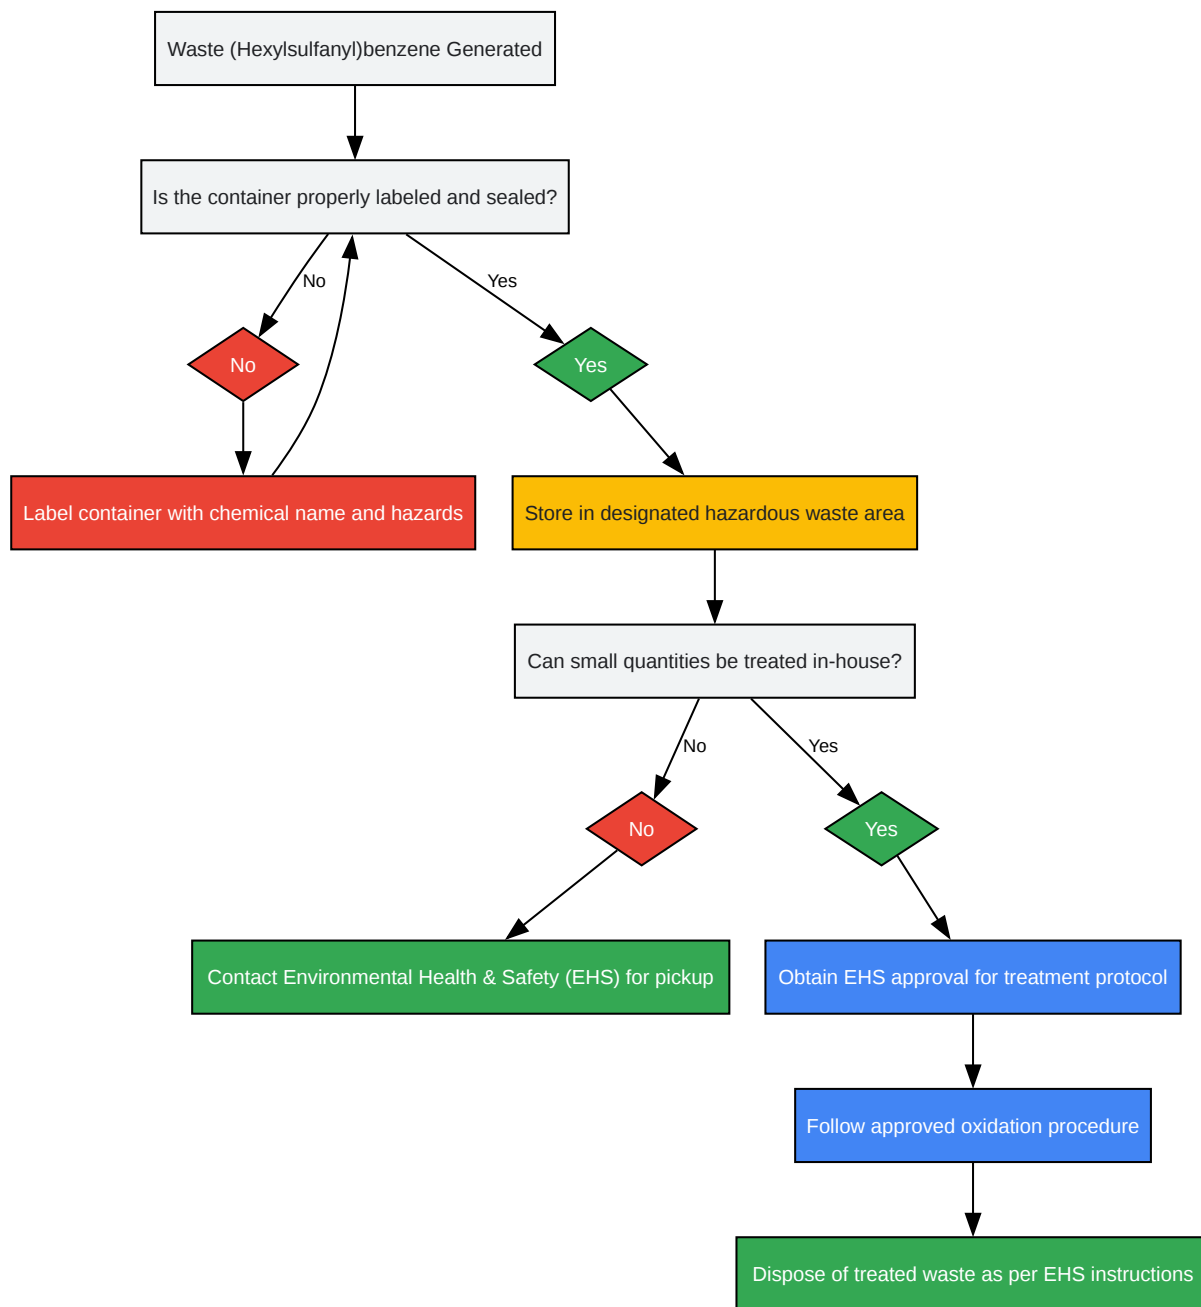 Waste (Hexylsulfanyl)benzene Generated
Is the container properly labeled and sealed?
No
Yes
No
Yes
Label container with chemical name and hazards
Store in designated hazardous waste area
Can small quantities be treated in-house?
No
Yes
No
Yes
Contact Environmental Health & Safety (EHS) for pickup
Obtain EHS approval for treatment protocol
Follow approved oxidation procedure
Dispose of treated waste as per EHS instructions